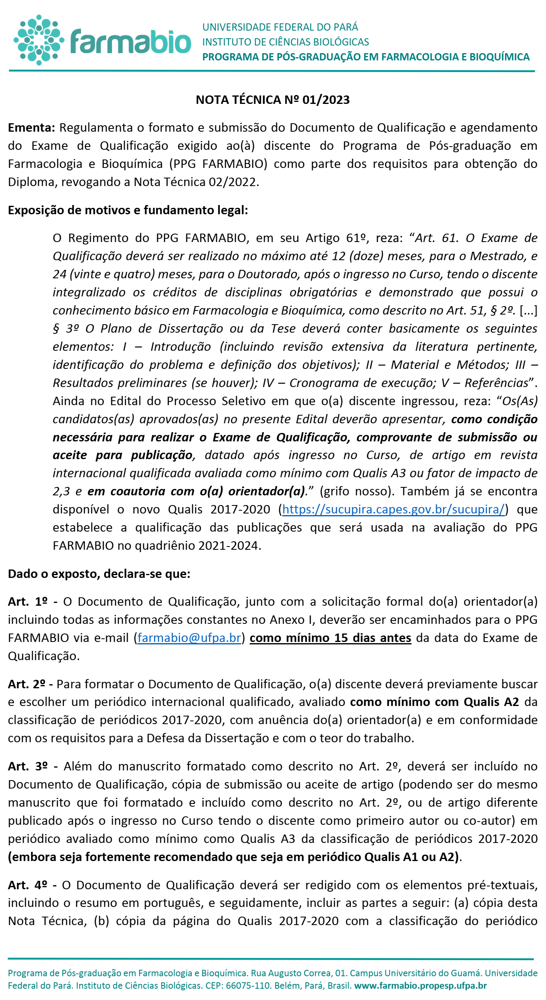 farmabio
UNIVERSIDADE FEDERAL DO PARÁ
INSTITUTO DE CIÊNCIAS BIOLÓGICAS
PROGRAMA DE PÓS-GRADUAÇÃO EM FARMACOLOGIA E BIOQUÍMICA
NOTA TÉCNICA Nº 01/2023
Ementa: Regulamenta o formato e submissão do Documento de Qualificação e agendamento
do Exame de Qualificação exigido ao(à) discente do Programa de Pós-graduação em
Farmacologia e Bioquímica (PPG FARMABIO) como parte dos requisitos para obtenção do
Diploma, revogando a Nota Técnica 02/2022.
Exposição de motivos e fundamento legal:
O Regimento do PPG FARMABIO, em seu Artigo 61º, reza: “Art. 61. O Exame de
Qualificação deverá ser realizado no máximo até 12 (doze) meses, para o Mestrado, e
24 (vinte e quatro) meses, para o Doutorado, após o ingresso no Curso, tendo o discente
integralizado os créditos de disciplinas obrigatórias e demonstrado que possui o
conhecimento básico em Farmacologia e Bioquímica, como descrito no Art. 51, § 2º. [...]
§ 3º O Plano de Dissertação ou da Tese deverá conter basicamente os seguintes
elementos: I – Introdução (incluindo revisão extensiva da literatura pertinente,
identificação do problema e definição dos objetivos); II – Material e Métodos; III –
Resultados preliminares (se houver); IV – Cronograma de execução; V – Referências”.
Ainda no Edital do Processo Seletivo em que o(a) discente ingressou, reza: “Os(As)
candidatos(as) aprovados(as) no presente Edital deverão apresentar, como condição
necessária para realizar o Exame de Qualificação, comprovante de submissão ou
aceite para publicação, datado após ingresso no Curso, de artigo em revista
internacional qualificada avaliada como mínimo com Qualis A3 ou fator de impacto de
2,3 e em coautoria com o(a) orientador(a).” (grifo nosso). Também já se encontra
disponível o novo Qualis 2017-2020 (https://sucupira.capes.gov.br/sucupira/) que
estabelece a qualificação das publicações que será usada na avaliação do PPG
FARMABIO no quadriênio 2021-2024.
Dado o exposto, declara-se que:
Art. 1º - O Documento de Qualificação, junto com a solicitação formal do(a) orientador(a)
incluindo todas as informações constantes no Anexo I, deverão ser encaminhados para o PPG
FARMABIO via e-mail (farmabio@ufpa.br) como mínimo 15 dias antes da data do Exame de
Qualificação.
Art. 2º - Para formatar o Documento de Qualificação, o(a) discente deverá previamente buscar
e escolher um periódico internacional qualificado, avaliado como mínimo com Qualis A2 da
classificação de periódicos 2017-2020, com anuência do(a) orientador(a) e em conformidade
com os requisitos para a Defesa da Dissertação e com o teor do trabalho.
Art. 3º - Além do manuscrito formatado como descrito no Art. 2º, deverá ser incluído no
Documento de Qualificação, cópia de submissão ou aceite de artigo (podendo ser do mesmo
manuscrito que foi formatado e incluído como descrito no Art. 2º, ou de artigo diferente
publicado após o ingresso no Curso tendo o discente como primeiro autor ou co-autor) em
periódico avaliado como mínimo como Qualis A3 da classificação de periódicos 2017-2020
(embora seja fortemente recomendado que seja em periódico Qualis A1 ou A2).
Art. 4º - O Documento de Qualificação deverá ser redigido com os elementos pré-textuais,
incluindo o resumo em português, e seguidamente, incluir as partes a seguir: (a) cópia desta
Nota Técnica, (b) cópia da página do Qualis 2017-2020 com a classificação do periódico
Programa de Pós-graduação em Farmacologia e Bioquímica. Rua Augusto Correa, 01. Campus Universitário do Guamá. Universidade
Federal do Pará. Instituto de Ciências Biológicas. CEP: 66075-110. Belém, Pará, Brasil. www.farmabio.propesp.ufpa.br